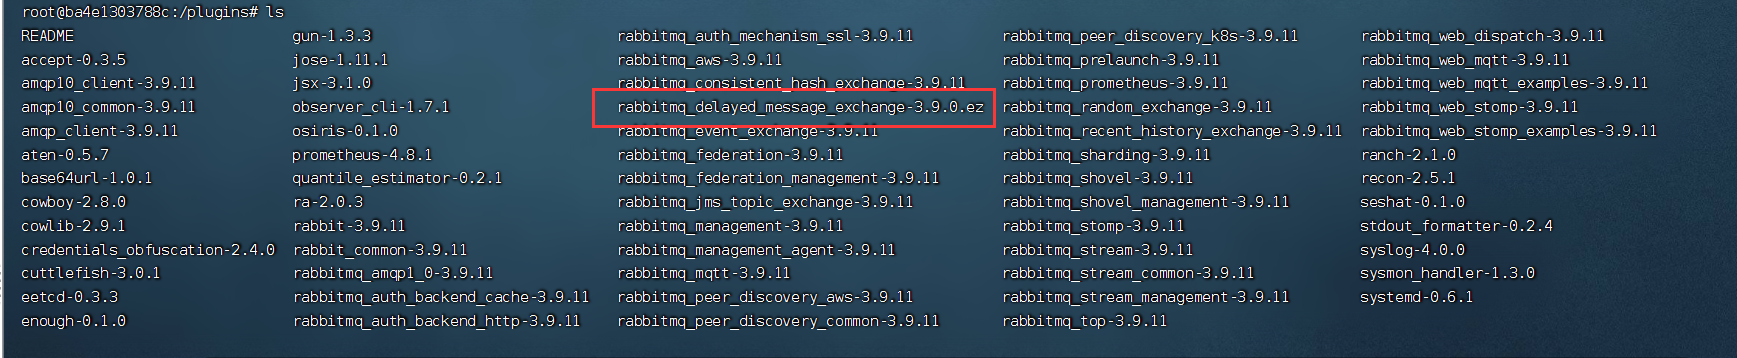 root@ba4e1303788c:/plugins# ls
README gun-1.3.3 rabbitmq_auth_mechanism_ssl-3.9.11 rabbitmq_peer_discovery_k8s-3.9.11 rabbitmq_web_dispatch-3.9.11
accept-0.3.5 jose-1.11.1 rabbitmq_aws-3.9.11 rabbitmq_prelaunch-3.9.11 rabbitmq_web_mqtt-3.9.11
amqp10_client-3.9.11 jsx-3.1.0 rabbitmq_consistent_hash_exchange-3.9.11 rabbitmq_prometheus-3.9.11 rabbitmq_web_mqtt_examples-3.9.11
amqp10_common-3.9.11 observer_cli-1.7.1 rabbitmq_delayed_message_exchange-3.9.0.ez rabbitmq_random_exchange-3.9.11 rabbitmq_web_stomp-3.9.11
amqp_client-3.9.11 osiris-0.1.0 rabbitmq_event_exchange-3.9.11 rabbitmq_recent_history_exchange-3.9.11 rabbitmq_web_stomp_examples-3.9.11
aten-0.5.7 prometheus-4.8.1 rabbitmq_federation-3.9.11 rabbitmq_sharding-3.9.11 ranch-2.1.0
base64url-1.0.1 quantile_estimator-0.2.1 rabbitmq_federation_management-3.9.11 rabbitmq_shovel-3.9.11 recon-2.5.1
cowboy-2.8.0 ra-2.0.3 rabbitmq_jms_topic_exchange-3.9.11 rabbitmq_shovel_management-3.9.11 seshat-0.1.0
cowlib-2.9.1 rabbit-3.9.11 rabbitmq_management-3.9.11 rabbitmq_stomp-3.9.11 stdout_formatter-0.2.4
credentials_obfuscation-2.4.0 rabbit_common-3.9.11 rabbitmq_management_agent-3.9.11 rabbitmq_stream-3.9.11 syslog-4.0.0
cuttlefish-3.0.1 rabbitmq_amqp1_0-3.9.11 rabbitmq_mqtt-3.9.11 rabbitmq_stream_common-3.9.11 sysmon_handler-1.3.0
eetcd-0.3.3 rabbitmq_auth_backend_cache-3.9.11 rabbitmq_peer_discovery_aws-3.9.11 rabbitmq_stream_management-3.9.11 systemd-0.6.1
enough-0.1.0 rabbitmq_auth_backend_http-3.9.11 rabbitmq_peer_discovery_common-3.9.11 rabbitmq_top-3.9.11